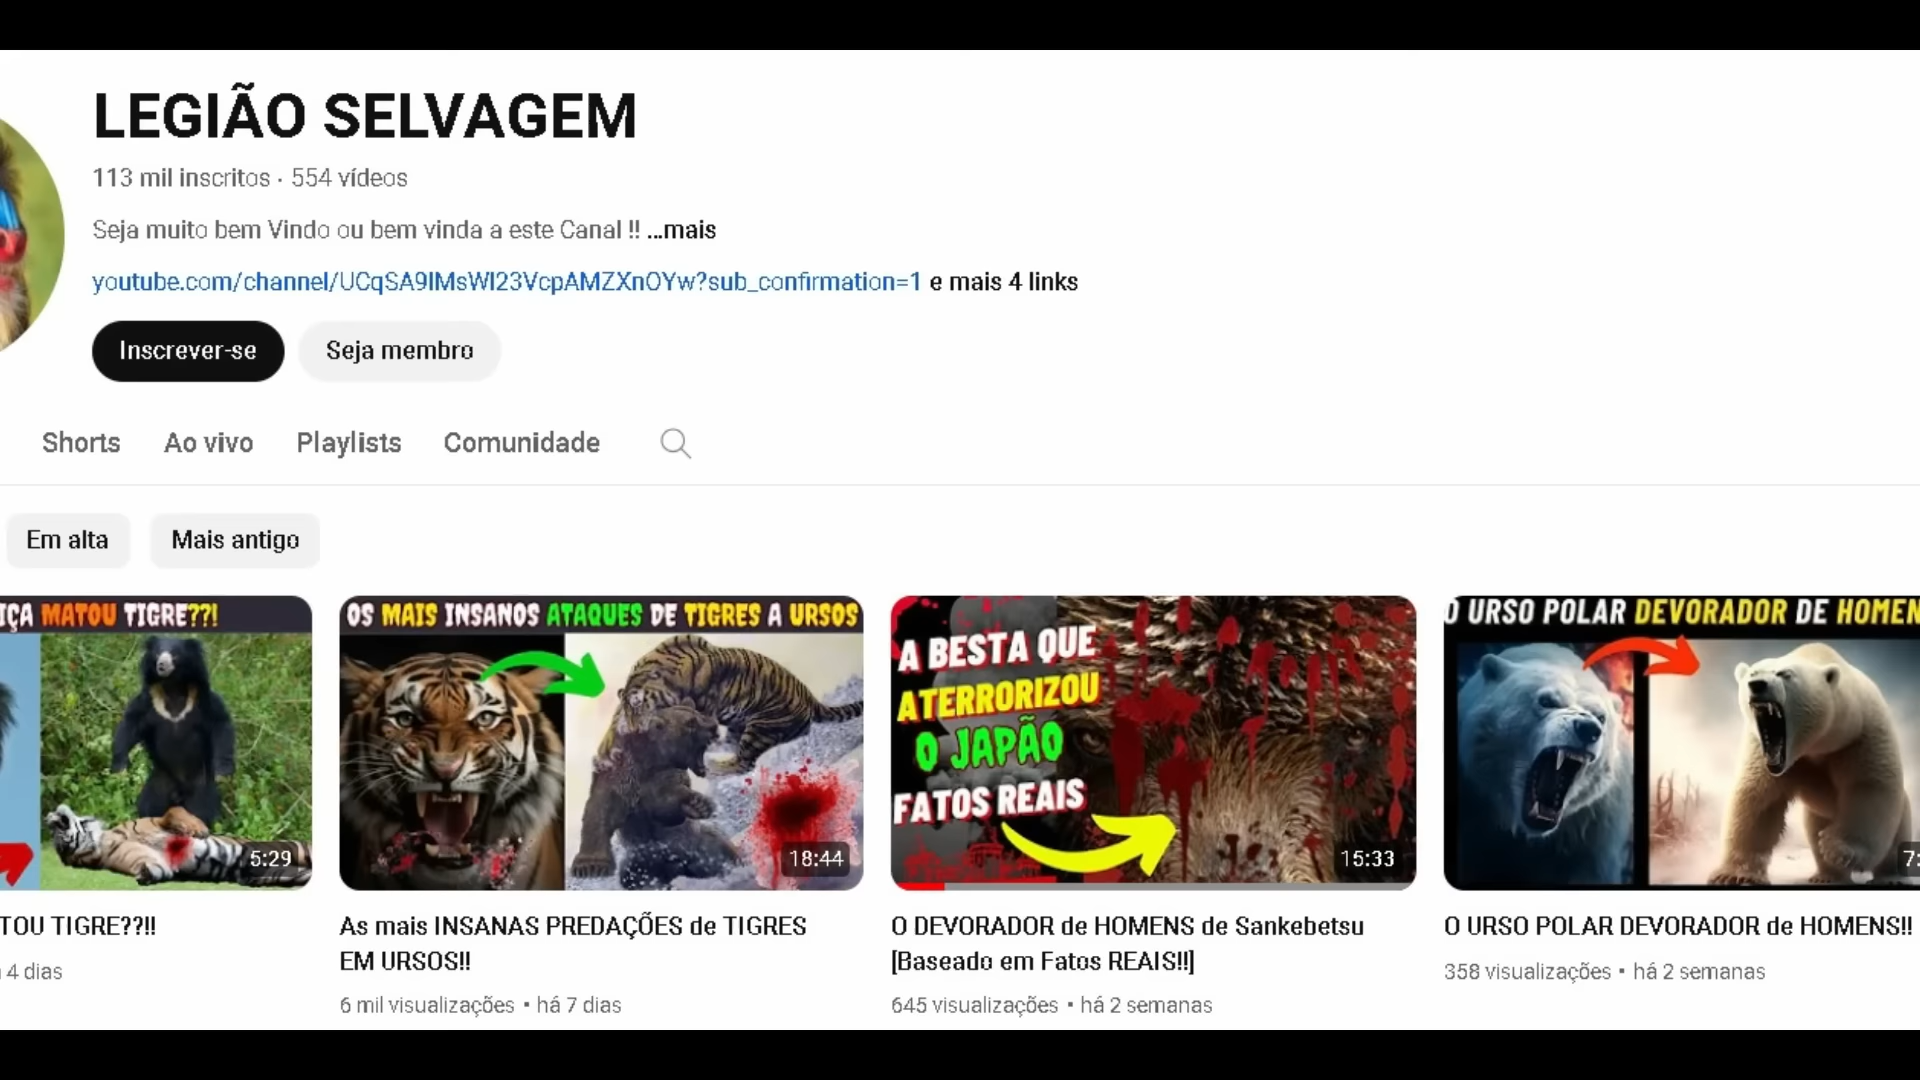 LEGIÃO SELVAGEM
113 mil inscritos · 554 vídeos
Seja muito bem Vindo ou bem vinda a este Canal !! ...mais
youtube.com/channel/UCqSA9IMsWI23VcpAMZXnOYw?sub_confirmation=1 e mais 4 links
Inscrever-se Seja membro
Shorts Ao vivo Playlists Comunidade
Em alta Mais antigo
IÇA MATOU TIGRE??!
5:29
TOU TIGRE??!!
4 dias
OS MAIS INSANOS ATAQUES DE TIGRES A URSOS
18:44
As mais INSANAS PREDAÇÕES de TIGRES
EM URSOS!!
6 mil visualizações • há 7 dias
A BESTA QUE
ATERRORIZOU
O JAPÃO
FATOS REAIS
15:33
O DEVORADOR de HOMENS de Sankebetsu
[Baseado em Fatos REAIS!!]
645 visualizações • há 2 semanas
O URSO POLAR DEVORADOR DE HOMEN
7:
O URSO POLAR DEVORADOR de HOMENS!!
358 visualizações • há 2 semanas